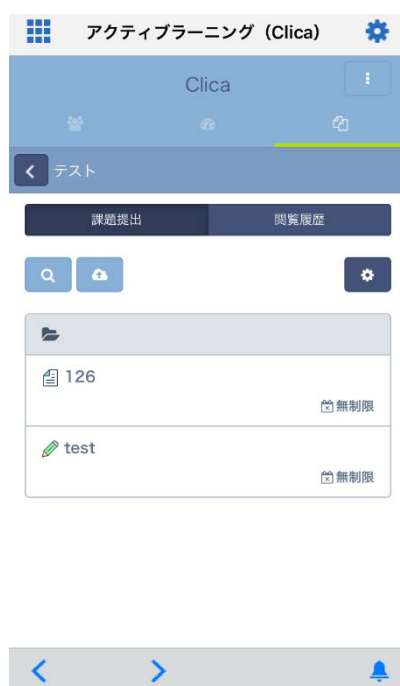 アクティブラーニング（Clica）
Clica
テスト
課題提出 閲覧履歴
126
無制限
test
無制限